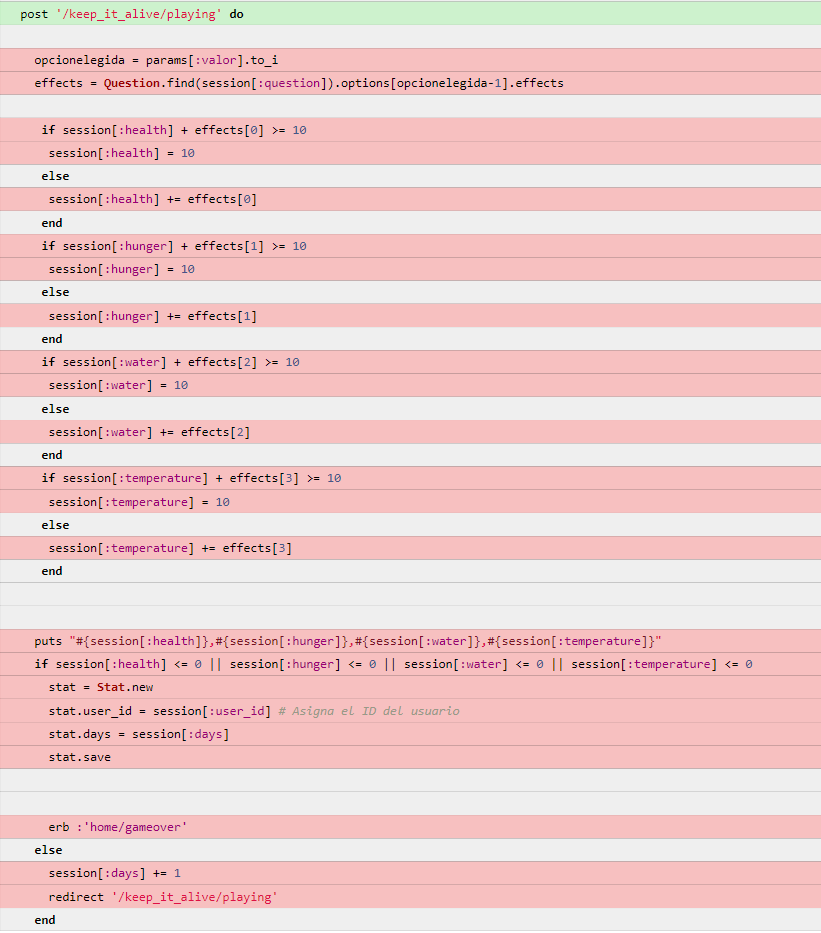 post '/keep_it_alive/playing' do
opcionelegida = params[:valor].to_i
effects = Question.find(session[:question]).options[opcionelegida-1].effects
if session[:health] + effects[0] >= 10
session[:health] = 10
else
session[:health] += effects[0]
end
if session[:hunger] + effects[1] >= 10
session[:hunger] = 10
else
session[:hunger] += effects[1]
end
if session[:water] + effects[2] >= 10
session[:water] = 10
else
session[:water] += effects[2]
end
if session[:temperature] + effects[3] >= 10
session[:temperature] = 10
else
session[:temperature] += effects[3]
end
puts "#{session[:health]},#{session[:hunger]},#{session[:water]},#{session[:temperature]}"
if session[:health] <= 0 || session[:hunger] <= 0 || session[:water] <= 0 || session[:temperature] <= 0
stat = Stat.new
stat.user_id = session[:user_id] # Asigna el ID del usuario
stat.days = session[:days]
stat.save
erb :'home/gameover'
else
session[:days] += 1
redirect '/keep_it_alive/playing'
end